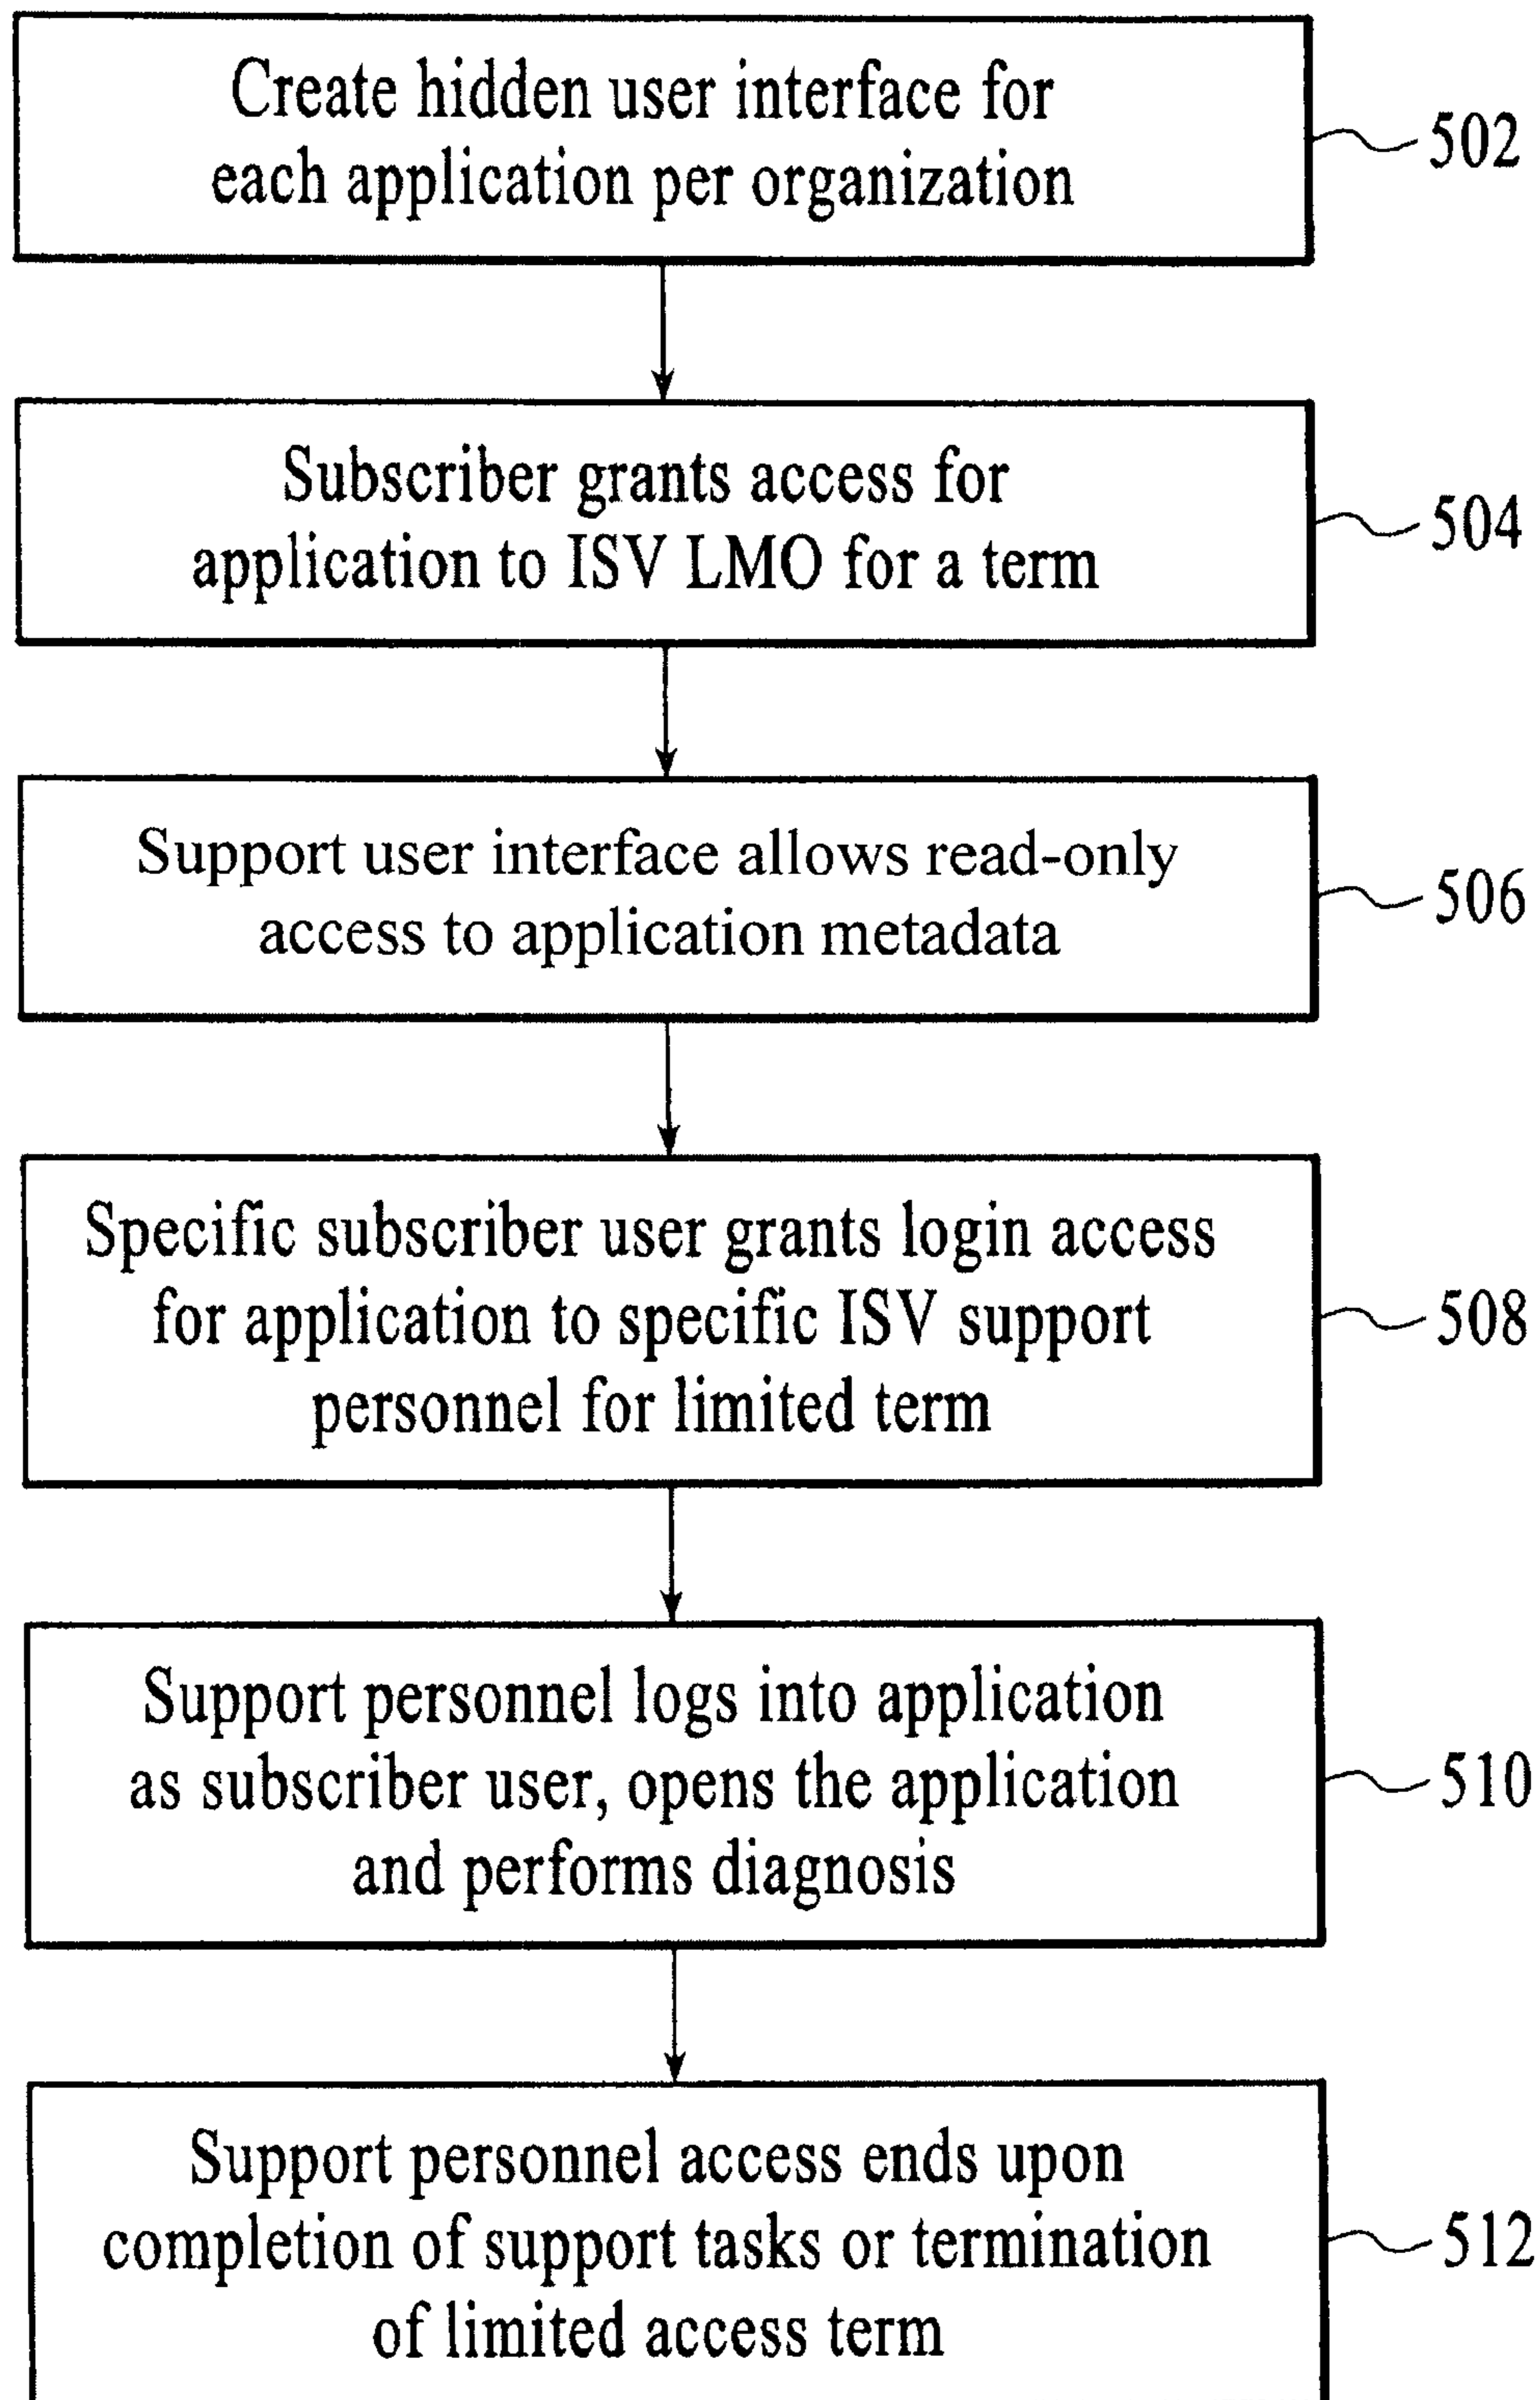 Create hidden user interface for
each application per organization
502
Subscriber grants access for
application to ISV LMO for a term
504
Support user interface allows read-only
access to application metadata
506
Specific subscriber user grants login access
for application to specific ISV support
personnel for limited term
508
Support personnel logs into application
as subscriber user, opens the application
and performs diagnosis
510
Support personnel access ends upon
completion of support tasks or termination
of limited access term
512